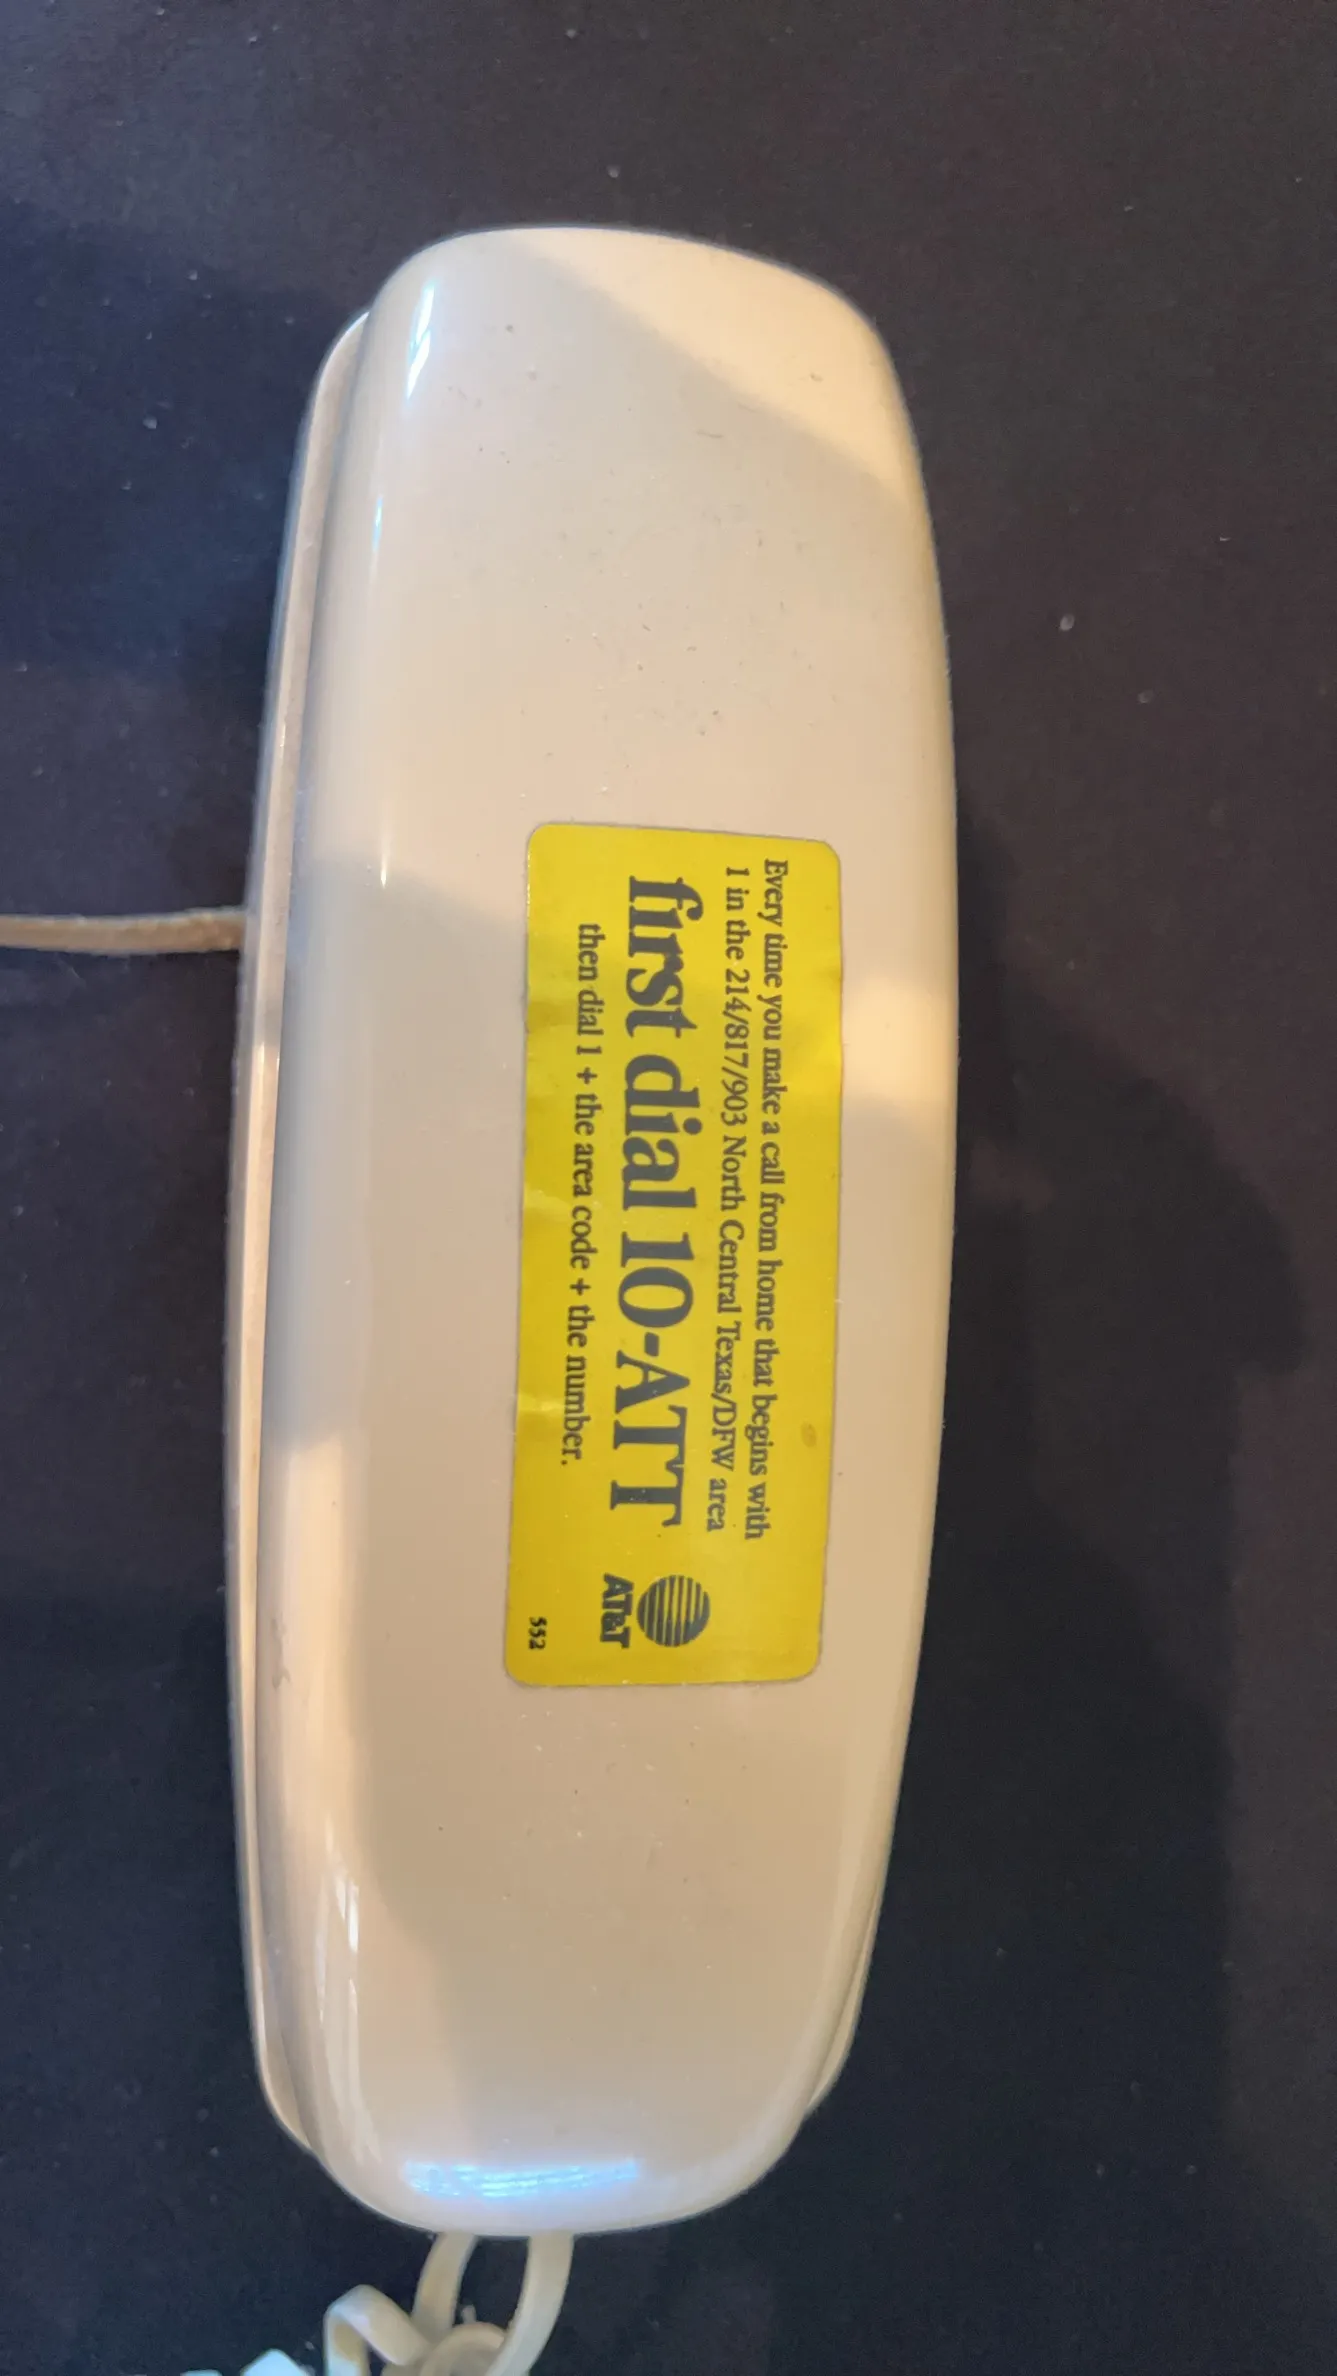 Every time you make a call from home that begins with
1 in the 214/817/903 North Central Texas/DFW area
first dial 10-ATT
then dial 1 + the area code + the number.
AT&T
552